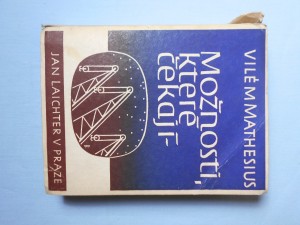 VILÉM MATHESIUS
Možnosti,
které
čekají-
JAN LAICHTER V PRAZE